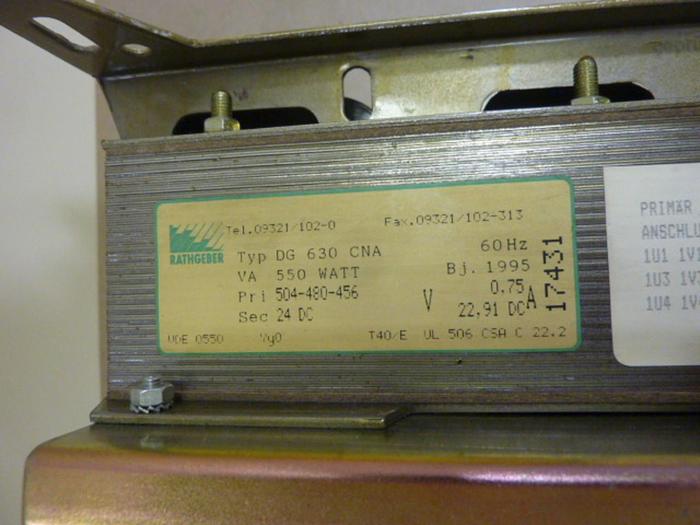 Tel.09321/102-0 Fax.09321/102-313
RATHGEBER
Typ DG 630 CNA 60 Hz
VA 550 WATT Bj. 1995
Pri 504-480-456 V 0.75 A
Sec 24 DC 22,91 DC
17431
VDE 0550 Yy0 T40/E UL 506 CSA C 22.2
PRIMÄR
ANSCHLU
1U1 1V1
1U3 1V3
1U4 1V4